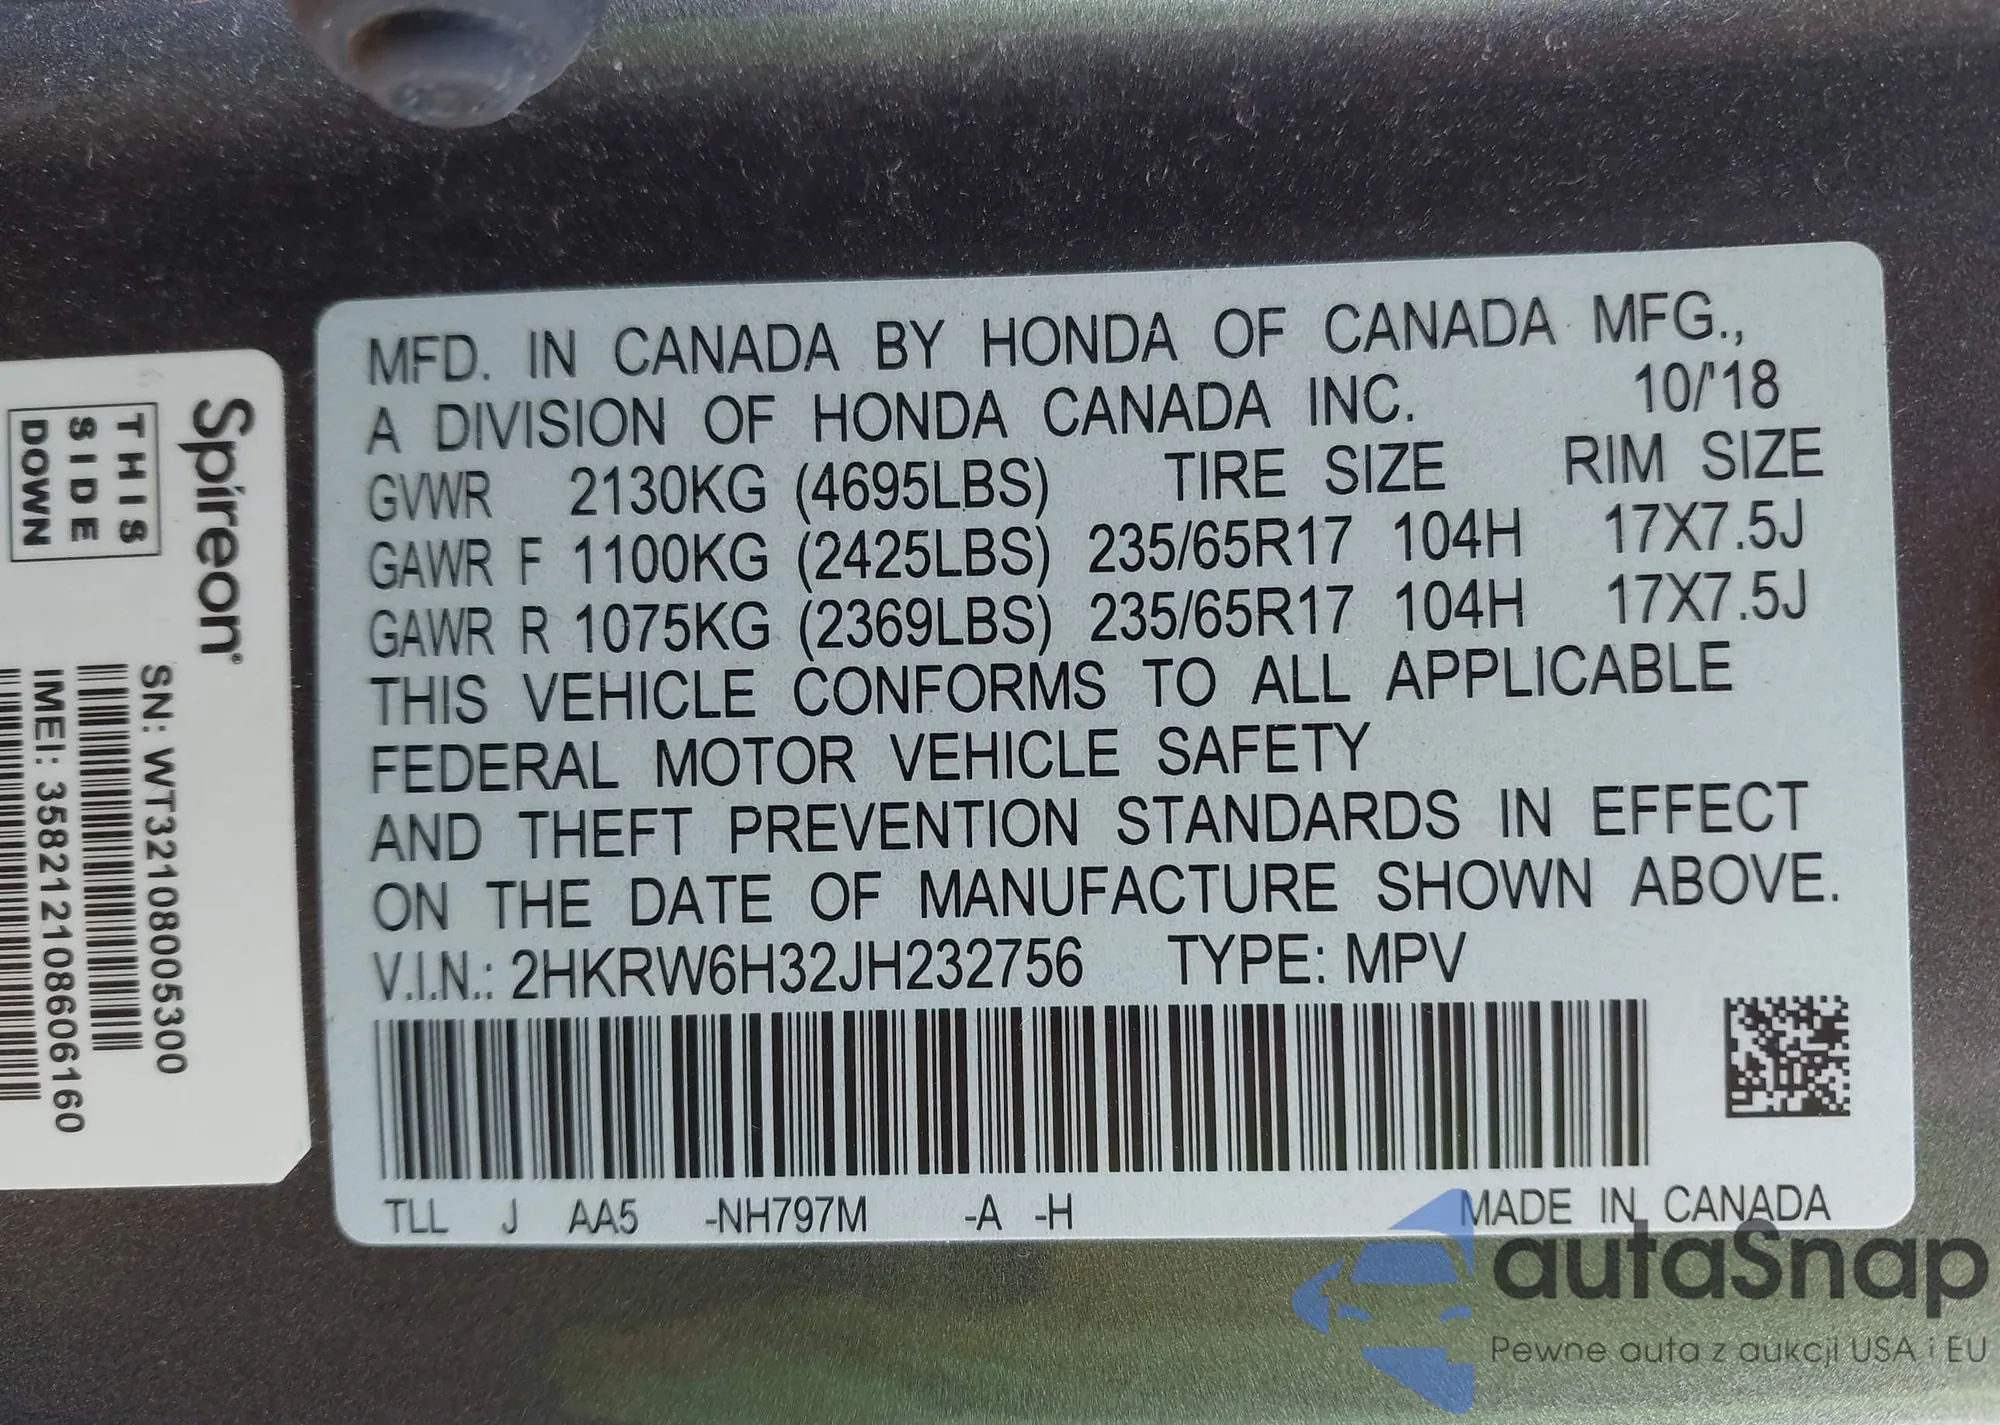 MFD. IN CANADA BY HONDA OF CANADA MFG.,
A DIVISION OF HONDA CANADA INC. 10/'18
GVWR 2130KG (4695LBS) TIRE SIZE RIM SIZE
GAWR F 1100KG (2425LBS) 235/65R17 104H 17X7.5J
GAWR R 1075KG (2369LBS) 235/65R17 104H 17X7.5J
THIS VEHICLE CONFORMS TO ALL APPLICABLE
FEDERAL MOTOR VEHICLE SAFETY
AND THEFT PREVENTION STANDARDS IN EFFECT
ON THE DATE OF MANUFACTURE SHOWN ABOVE.
V.I.N.: 2HKRW6H32JH232756 TYPE: MPV
TLL J AA5 -NH797M -A -H MADE IN CANADA
Spireon®
THIS
SIDE
DOWN
SN: WT32108005300
IMEI: 358212108606160
autaSnap
Pewne auta z aukcji USA i EU